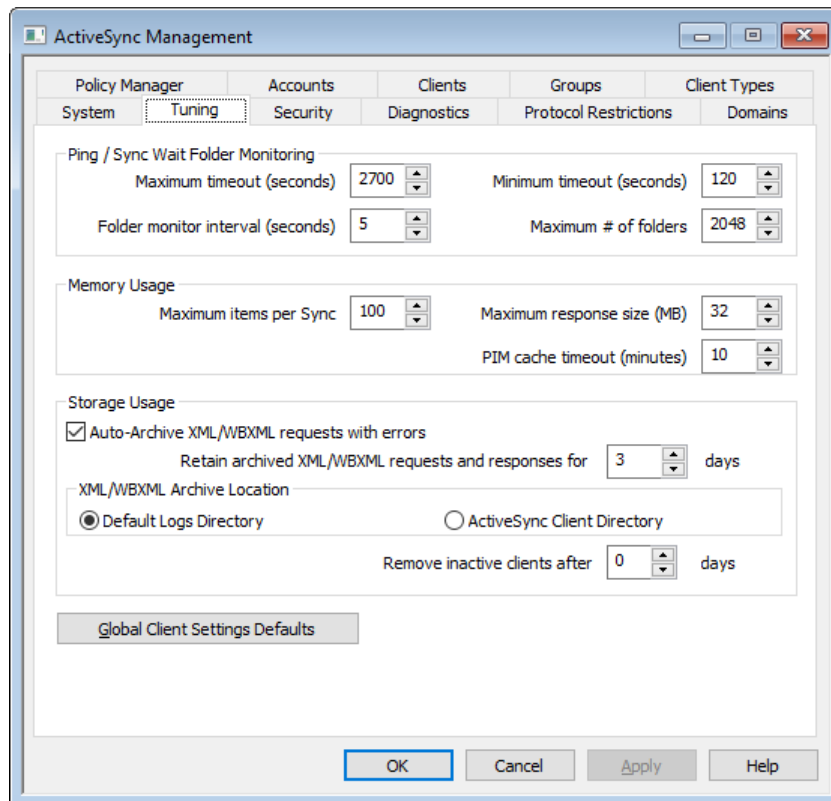 ActiveSync Management
Policy Manager Accounts Clients Groups Client Types
System Tuning Security Diagnostics Protocol Restrictions Domains
Ping / Sync Wait Folder Monitoring
Maximum timeout (seconds) 2700 Minimum timeout (seconds) 120
Folder monitor interval (seconds) 5 Maximum # of folders 2048
Memory Usage
Maximum items per Sync 100 Maximum response size (MB) 32
PIM cache timeout (minutes) 10
Storage Usage
Auto-Archive XML/WBXML requests with errors
Retain archived XML/WBXML requests and responses for 3 days
XML/WBXML Archive Location
Default Logs Directory ActiveSync Client Directory
Remove inactive clients after 0 days
Global Client Settings Defaults
OK Cancel Apply Help